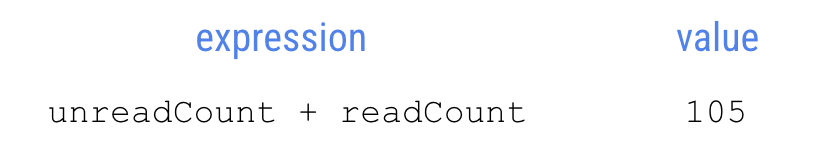 expression value
unreadCount + readCount 105